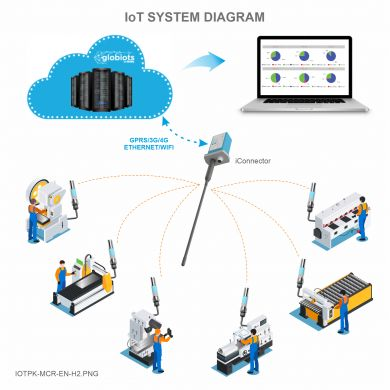 IoT SYSTEM DIAGRAM
globiots
GPRS/3G/4G
ETHERNET/WIFI
iConnector
IOTPK-MCR-EN-H2.PNG